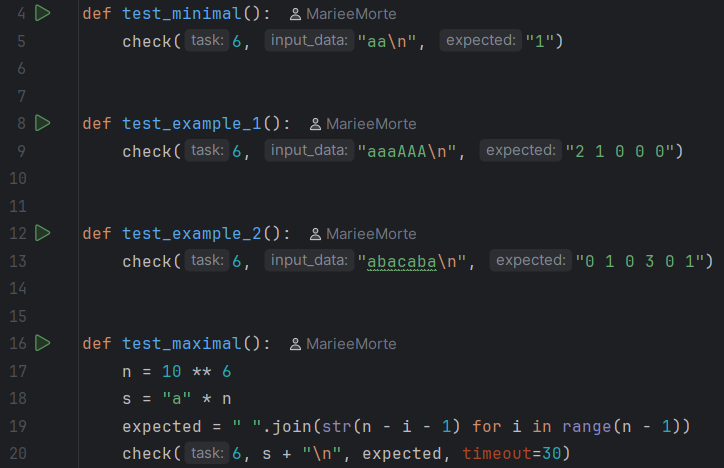 4 def test_minimal(): MarieeMorte
5 check( task: 6, input_data: "aa\n", expected: "1")
6
7
8 def test_example_1(): MarieeMorte
9 check( task: 6, input_data: "aaaAAA\n", expected: "2 1 0 0 0")
10
11
12 def test_example_2(): MarieeMorte
13 check( task: 6, input_data: "abacaba\n", expected: "0 1 0 3 0 1")
14
15
16 def test_maximal(): MarieeMorte
17 n = 10 ** 6
18 s = "a" * n
19 expected = " ".join(str(n - i - 1) for i in range(n - 1))
20 check( task: 6, s + "\n", expected, timeout=30)